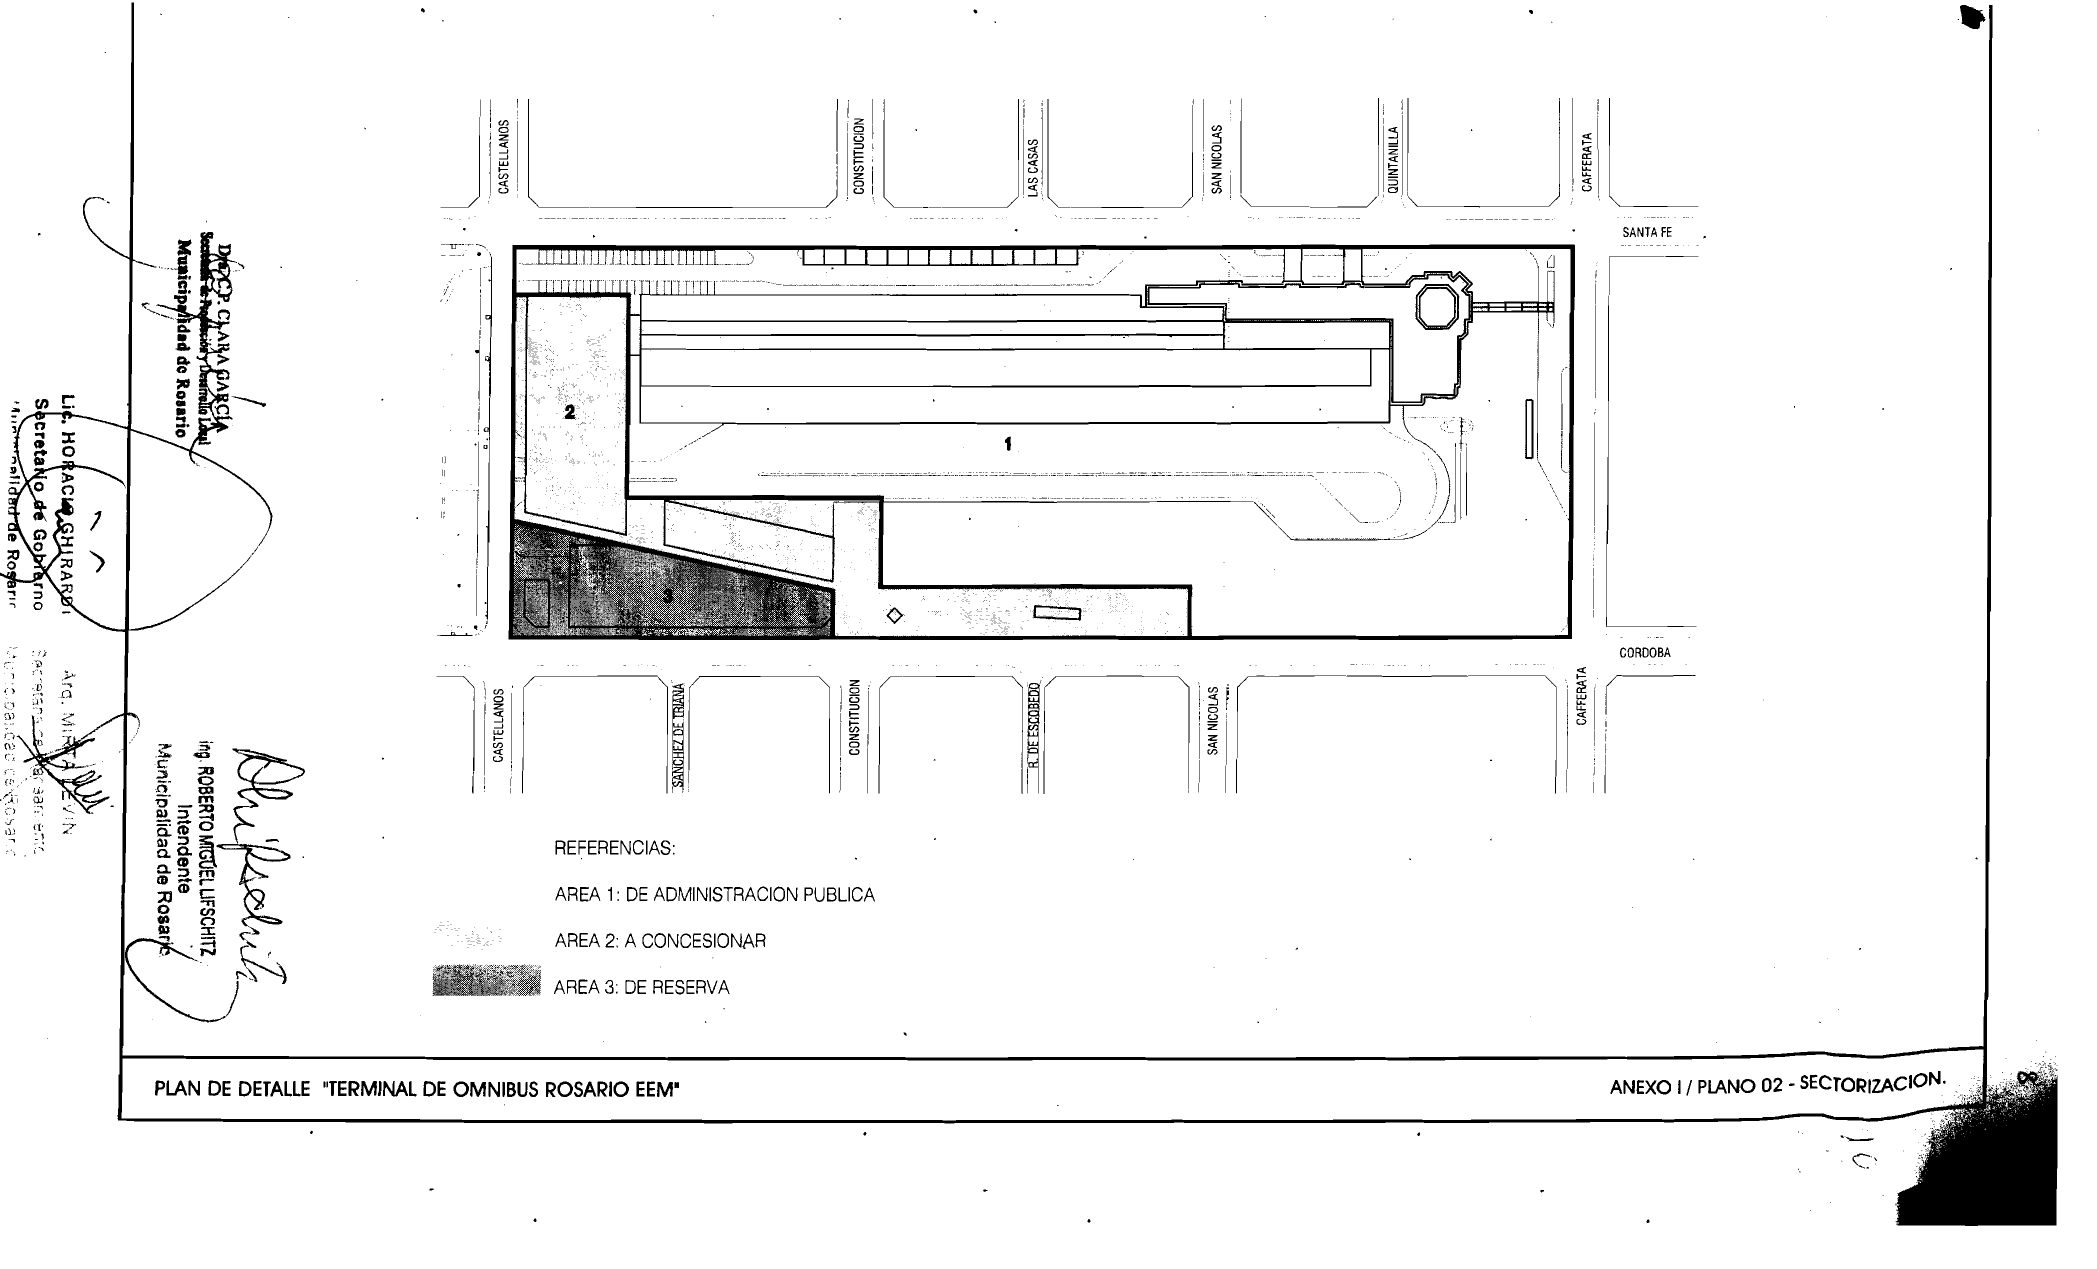 CASTELLANOS
CONSTITUCION
LAS CASAS
SAN NICOLAS
QUINTANILLA
CAFFERATA
SANTA FE
2
1
3
CORDOBA
CASTELLANOS
SANCHEZ DE TRIANA
CONSTITUCION
R. DE ESCOBEDO
SAN NICOLAS
CAFFERATA
REFERENCIAS:
AREA 1: DE ADMINISTRACION PUBLICA
AREA 2: A CONCESIONAR
AREA 3: DE RESERVA
PLAN DE DETALLE "TERMINAL DE OMNIBUS ROSARIO EEM"
ANEXO I / PLANO 02 - SECTORIZACION.
8
10
Dra. C.P. CLARA GARCÍA
Secretaria de Producción y Desarrollo Local
Municipalidad de Rosario
Lic. HORACIO GHIRARDI
Secretario de Gobierno
Municipalidad de Rosario
Arq. MIRTA LEVIN
Municipalidad de Rosario
Ing. ROBERTO MIGUEL LIFSCHITZ
Intendente
Municipalidad de Rosario